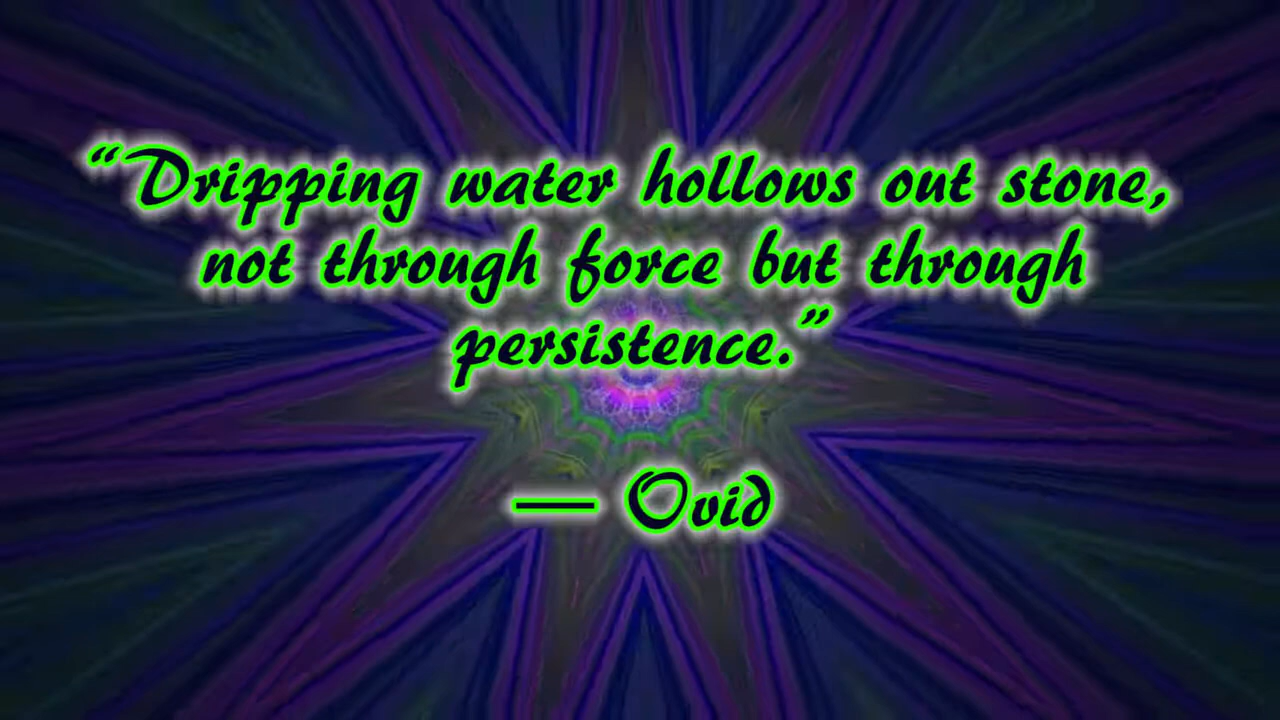 “Dripping water hollows out stone,
not through force but through
persistence.”
— Ovid